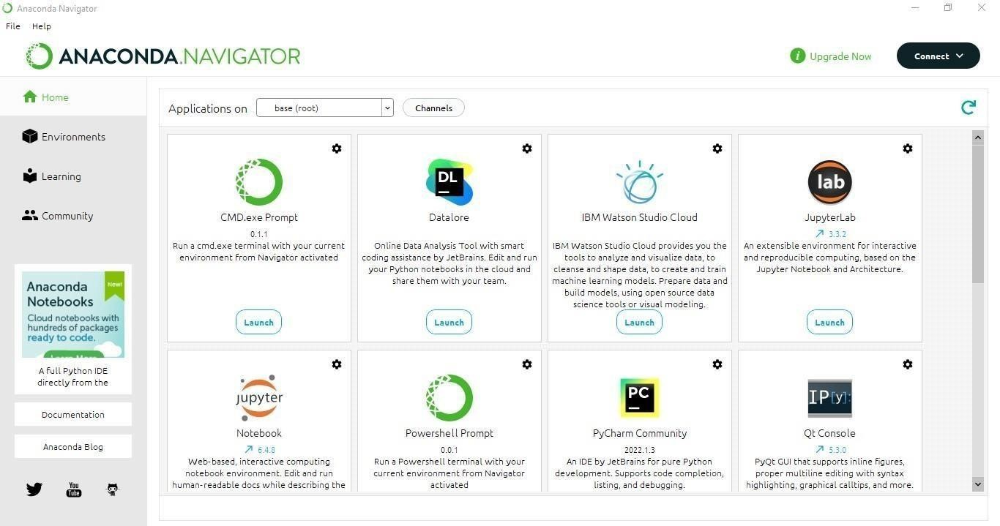 Anaconda Navigator
File Help
ANACONDA.NAVIGATOR
i Upgrade Now
Connect
Home
Environments
Learning
Community
Anaconda
Notebooks
New!
Cloud notebooks with
hundreds of packages
ready to code.
Learn More
A full Python IDE
directly from the
Documentation
Anaconda Blog
You
Tube
Applications on base (root) Channels
CMD.exe Prompt
0.1.1
Run a cmd.exe terminal with your current
environment from Navigator activated
Launch
DL
Datalore
Online Data Analysis Tool with smart
coding assistance by JetBrains. Edit and run
your Python notebooks in the cloud and
share them with your team.
Launch
IBM Watson Studio Cloud
IBM Watson Studio Cloud provides you the
tools to analyze and visualize data, to
cleanse and shape data, to create and train
machine learning models. Prepare data and
build models, using open source data
science tools or visual modeling.
Launch
lab
JupyterLab
3.3.2
An extensible environment for interactive
and reproducible computing, based on the
Jupyter Notebook and Architecture.
Launch
jupyter
Notebook
6.4.8
Web-based, interactive computing
notebook environment. Edit and run
human-readable docs while describing the
Powershell Prompt
0.0.1
Run a Powershell terminal with your
current environment from Navigator
activated
PC
PyCharm Community
2022.1.3
An IDE by JetBrains for pure Python
development. Supports code completion,
listing, and debugging.
IP[y]:
Qt Console
5.3.0
PyQt GUI that supports inline figures,
proper multiline editing with syntax
highlighting, graphical calltips, and more.